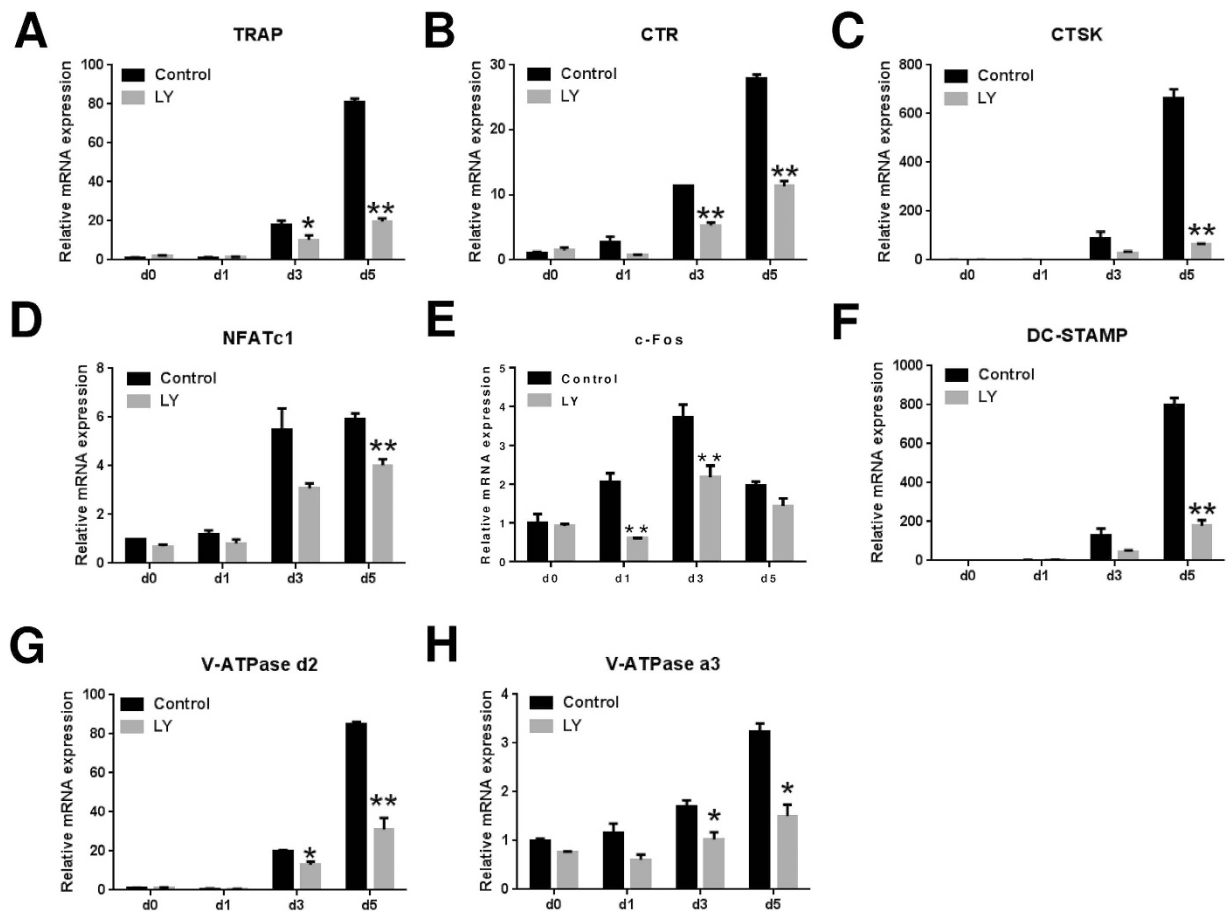 A
TRAP
Relative mRNA expression
100
80
60
40
20
0
Control
LY
*
**
d0 d1 d3 d5
B
CTR
Relative mRNA expression
30
20
10
0
Control
LY
**
**
d0 d1 d3 d5
C
CTSK
Relative mRNA expression
800
600
400
200
0
Control
LY
**
d0 d1 d3 d5
D
NFATc1
Relative mRNA expression
8
6
4
2
0
Control
LY
**
d0 d1 d3 d5
E
c-Fos
Relative mRNA expression
5
4
3
2
1
0
Control
LY
**
**
d0 d1 d3 d5
F
DC-STAMP
Relative mRNA expression
1000
800
600
400
200
0
Control
LY
**
d0 d1 d3 d5
G
V-ATPase d2
Relative mRNA expression
100
80
60
40
20
0
Control
LY
*
**
d0 d1 d3 d5
H
V-ATPase a3
Relative mRNA expression
4
3
2
1
0
Control
LY
*
*
d0 d1 d3 d5